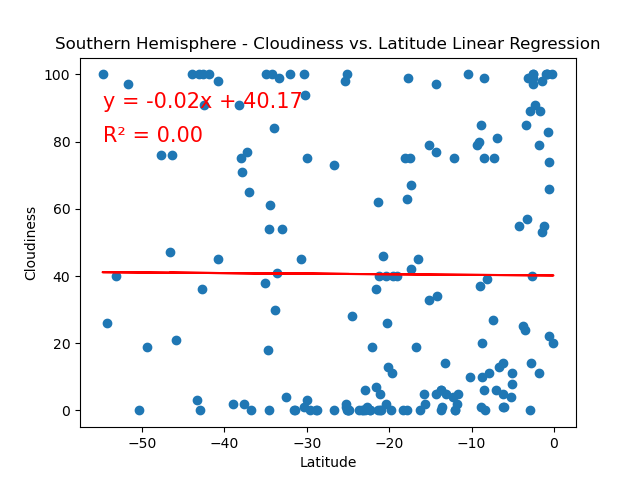 Southern Hemisphere - Cloudiness vs. Latitude Linear Regression
100
80
60
40
20
0
Cloudiness
y = -0.02x + 40.17
R² = 0.00
−50 −40 −30 −20 −10 0
Latitude